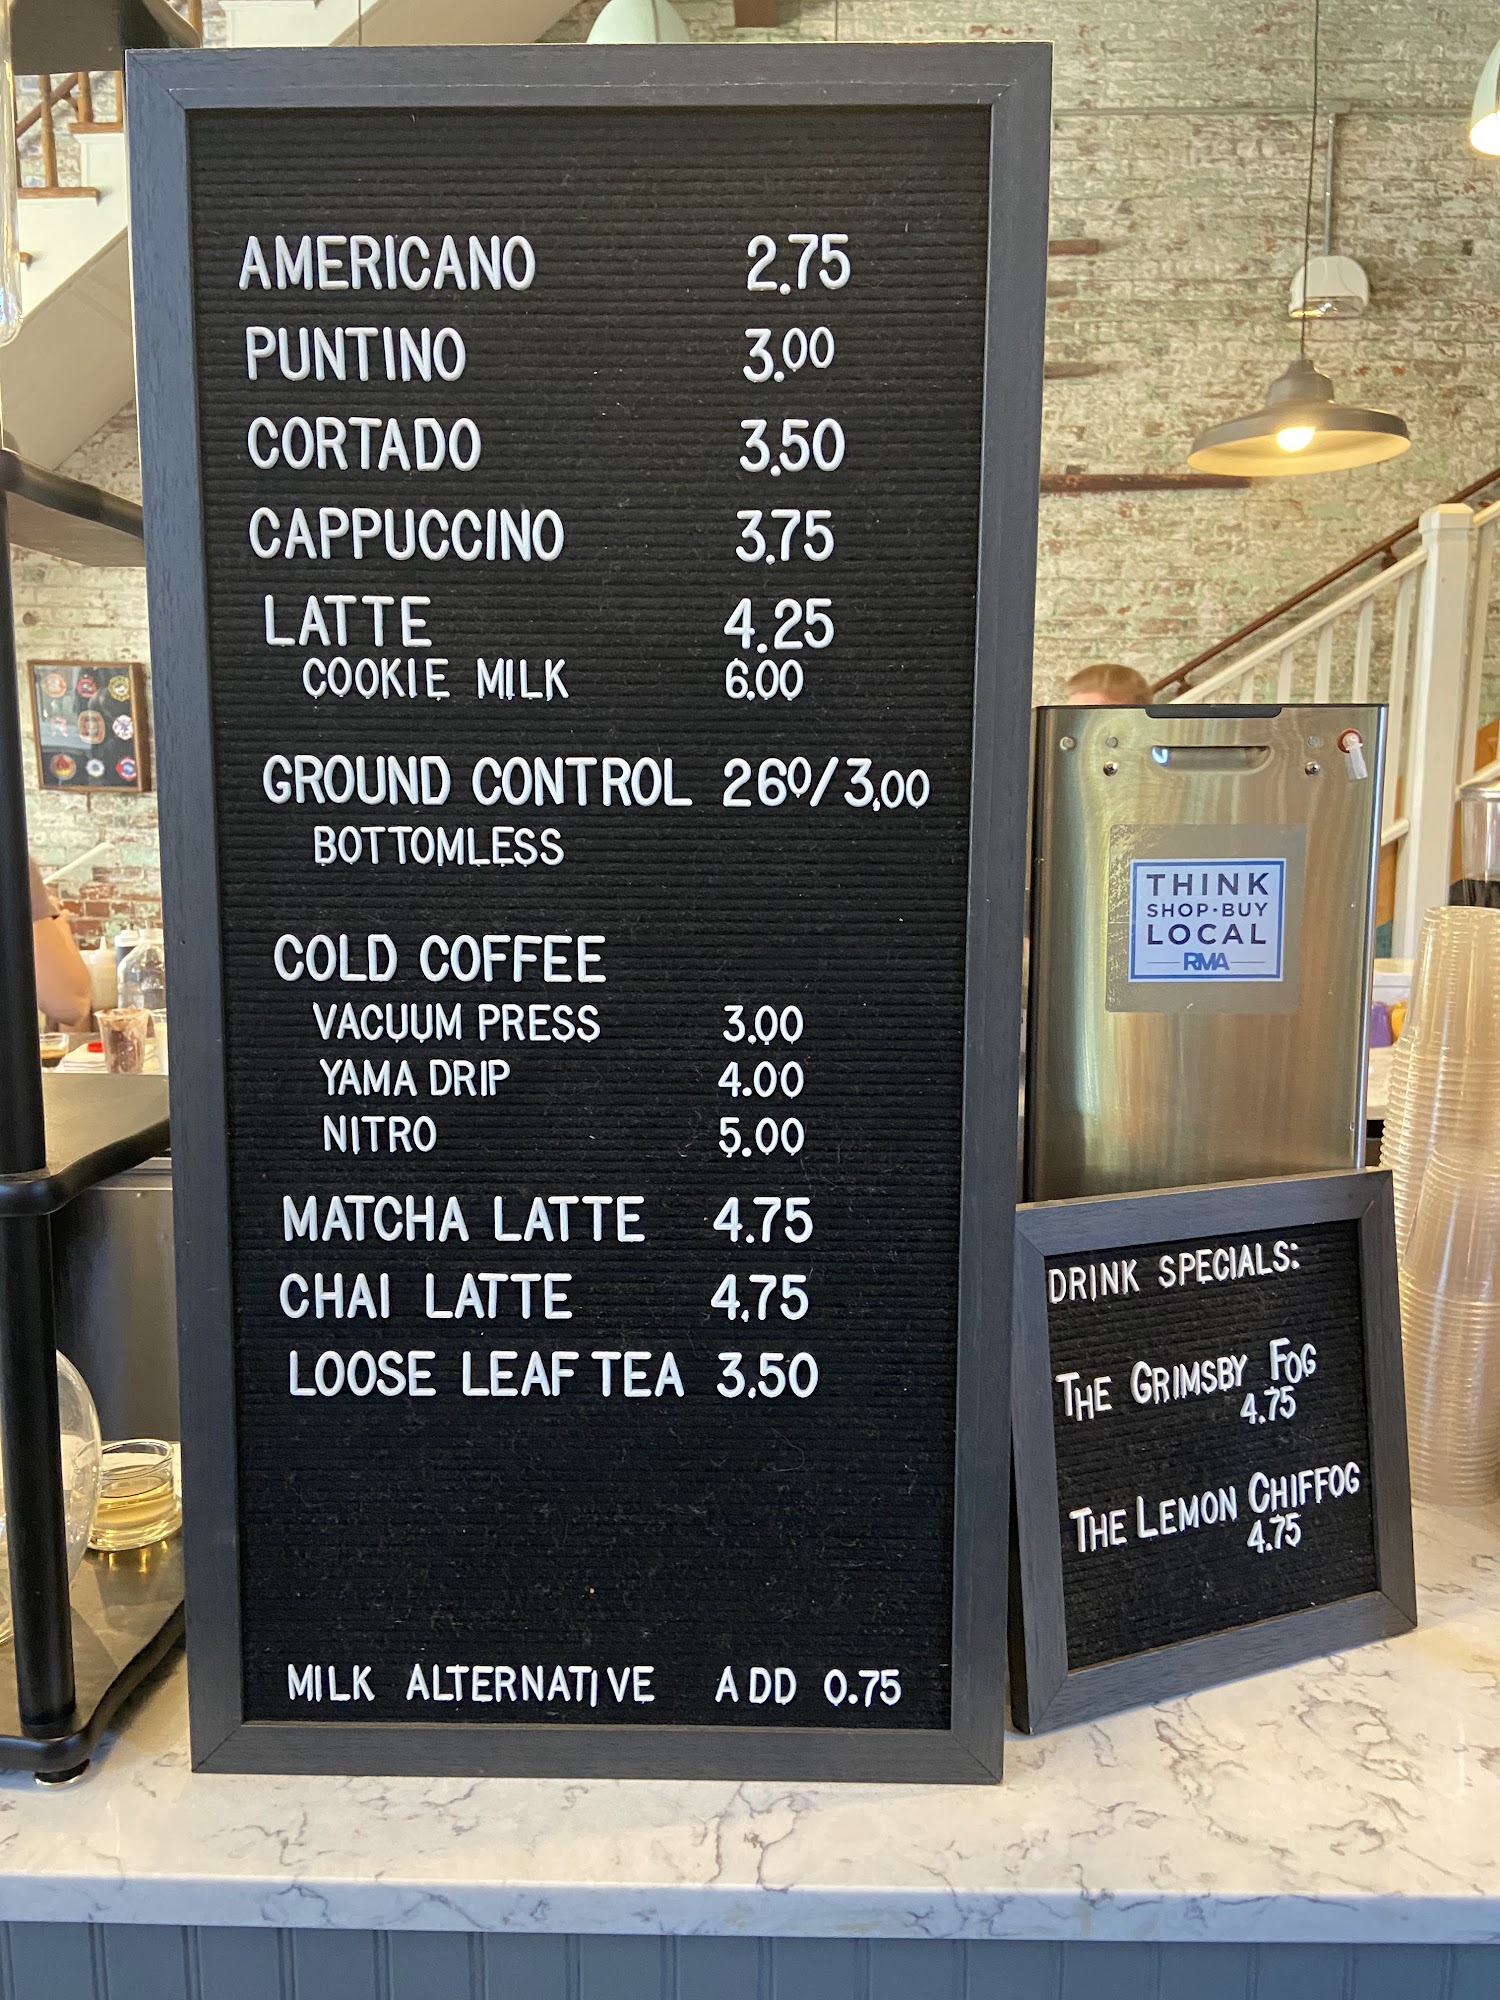 AMERICANO 2.75
PUNTINO 3.00
CORTADO 3.50
CAPPUCCINO 3.75
LATTE 4.25
COOKIE MILK 6.00
GROUND CONTROL 260/3.00
BOTTOMLESS
COLD COFFEE
VACUUM PRESS 3.00
YAMA DRIP 4.00
NITRO 5.00
MATCHA LATTE 4.75
CHAI LATTE 4.75
LOOSE LEAF TEA 3.50
MILK ALTERNATIVE ADD 0.75
THINK
SHOP·BUY
LOCAL
RMA
DRINK SPECIALS:
THE GRIMSBY FOG
4.75
THE LEMON CHIFFOG
4.75